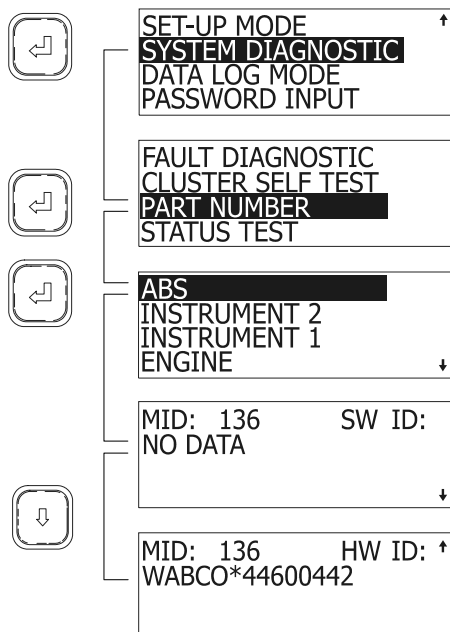 SET-UP MODE
SYSTEM DIAGNOSTIC
DATA LOG MODE
PASSWORD INPUT
FAULT DIAGNOSTIC
CLUSTER SELF TEST
PART NUMBER
STATUS TEST
ABS
INSTRUMENT 2
INSTRUMENT 1
ENGINE
MID: 136 SW ID:
NO DATA
MID: 136 HW ID:
WABCO*44600442